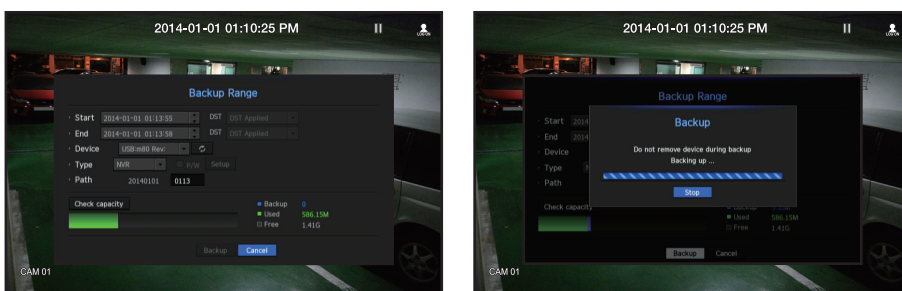 2014-01-01 01:10:25 PM
LOG ON
Backup Range
Start 2014-01-01 01:13:55 DST DST Applied
End 2014-01-01 01:13:58 DST DST Applied
Device USB:m80 Rev:
Type NVR P/W Setup
Path 20140101 0113
Check capacity
Backup 0
Used 586.15M
Free 1.41G
Backup Cancel
CAM 01
2014-01-01 01:10:25 PM
LOG ON
Backup Range
Start 2014
End 2014
Device
Type
Path
Backup
Do not remove device during backup
Backing up ...
Stop
Check capacity
Used 586.15M
Free 1.41G
Backup Cancel
CAM 01